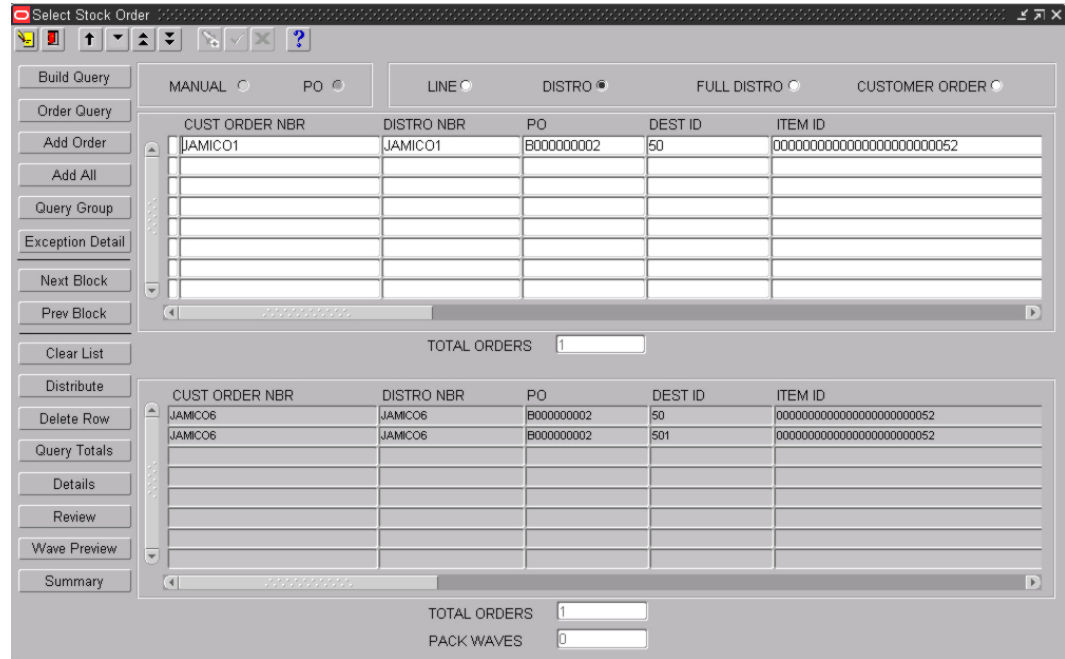 Select Stock Order
?
Build Query
Order Query
Add Order
Add All
Query Group
Exception Detail
Next Block
Prev Block
Clear List
Distribute
Delete Row
Query Totals
Details
Review
Wave Preview
Summary
MANUAL PO LINE DISTRO FULL DISTRO CUSTOMER ORDER
CUST ORDER NBR DISTRO NBR PO DEST ID ITEM ID
JAMICO1 JAMICO1 B000000002 50 0000000000000000000000052
TOTAL ORDERS 1
CUST ORDER NBR DISTRO NBR PO DEST ID ITEM ID
JAMICO6 JAMICO6 B000000002 50 0000000000000000000000052
JAMICO6 JAMICO6 B000000002 501 0000000000000000000000052
TOTAL ORDERS 1
PACK WAVES 0